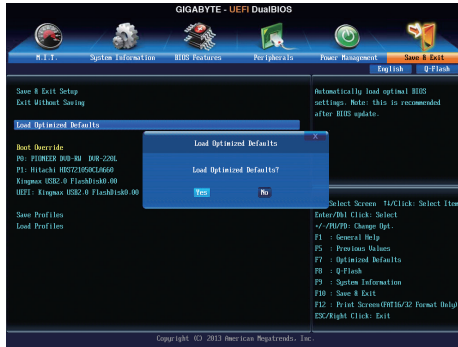 GIGABYTE - UEFI DualBIOS
M.I.T. System Information BIOS Features Peripherals Power Management Save & Exit
English Q-Flash
Save & Exit Setup
Exit Without Saving
Load Optimized Defaults
Boot Override
P0: PIONEER DVD-RW DVR-220L
P1: Hitachi HDS721050CLA660
Kingmax USB2.0 FlashDisk0.00
UEFI: Kingmax USB2.0 FlashDisk0.00
Save Profiles
Load Profiles
Automatically load optimal BIOS
settings. Note: this is recommended
after BIOS update.
X
Load Optimized Defaults
Load Optimized Defaults?
Yes No
Select Screen ↑↓/Click: Select Item
Enter/Dbl Click: Select
+/-/PU/PD: Change Opt.
F1 : General Help
F5 : Previous Values
F7 : Optimized Defaults
F8 : Q-Flash
F9 : System Information
F10 : Save & Exit
F12 : Print Screen(FAT16/32 Format Only)
ESC/Right Click: Exit
Copyright (C) 2013 American Megatrends, Inc.